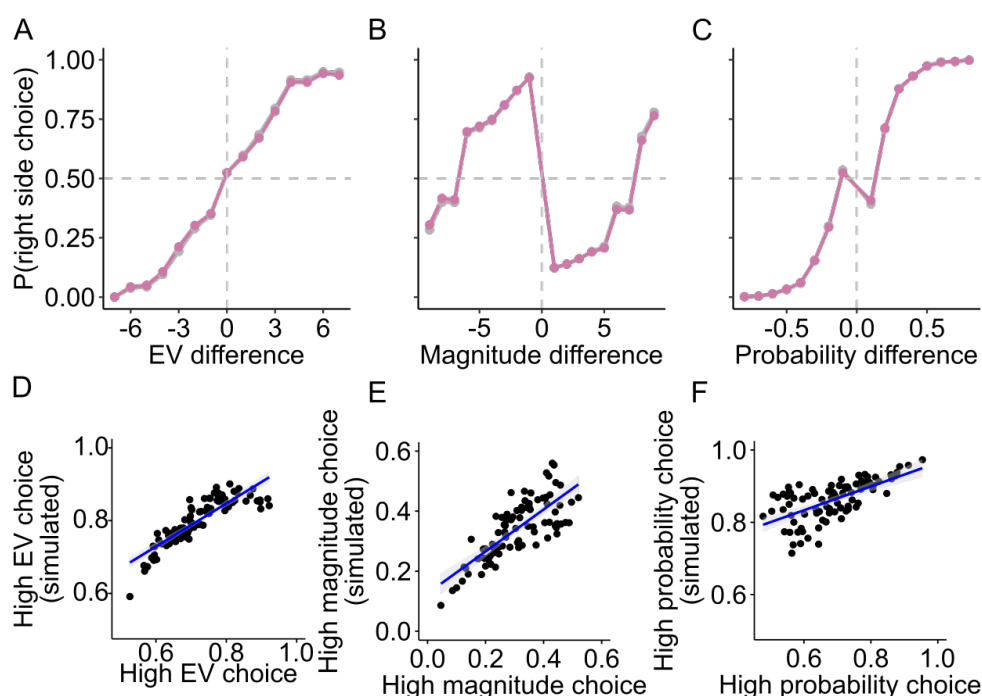 A
B
C
P(right side choice)
1.00
0.75
0.50
0.25
0.00
-6 -3 0 3 6
EV difference
-5 0 5
Magnitude difference
-0.5 0.0 0.5
Probability difference
D
E
F
High EV choice
(simulated)
1.0
0.8
0.6
0.6 0.8 1.0
High EV choice
High magnitude choice
(simulated)
0.6
0.4
0.2
0.0
0.0 0.2 0.4 0.6
High magnitude choice
High probability choice
(simulated)
1.0
0.8
0.6
0.6 0.8 1.0
High probability choice